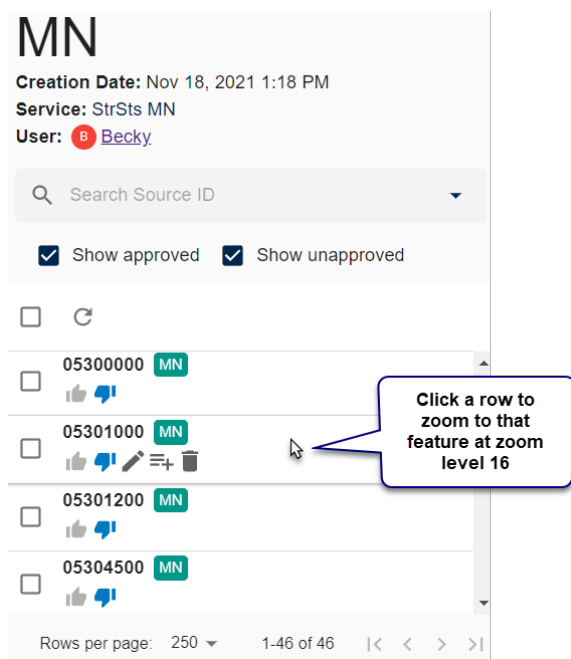 MN
Creation Date: Nov 18, 2021 1:18 PM
Service: StrSts MN
User: B Becky
Search Source ID
Show approved Show unapproved
05300000 MN
05301000 MN
05301200 MN
05304500 MN
Click a row to
zoom to that
feature at zoom
level 16
Rows per page: 250 1-46 of 46